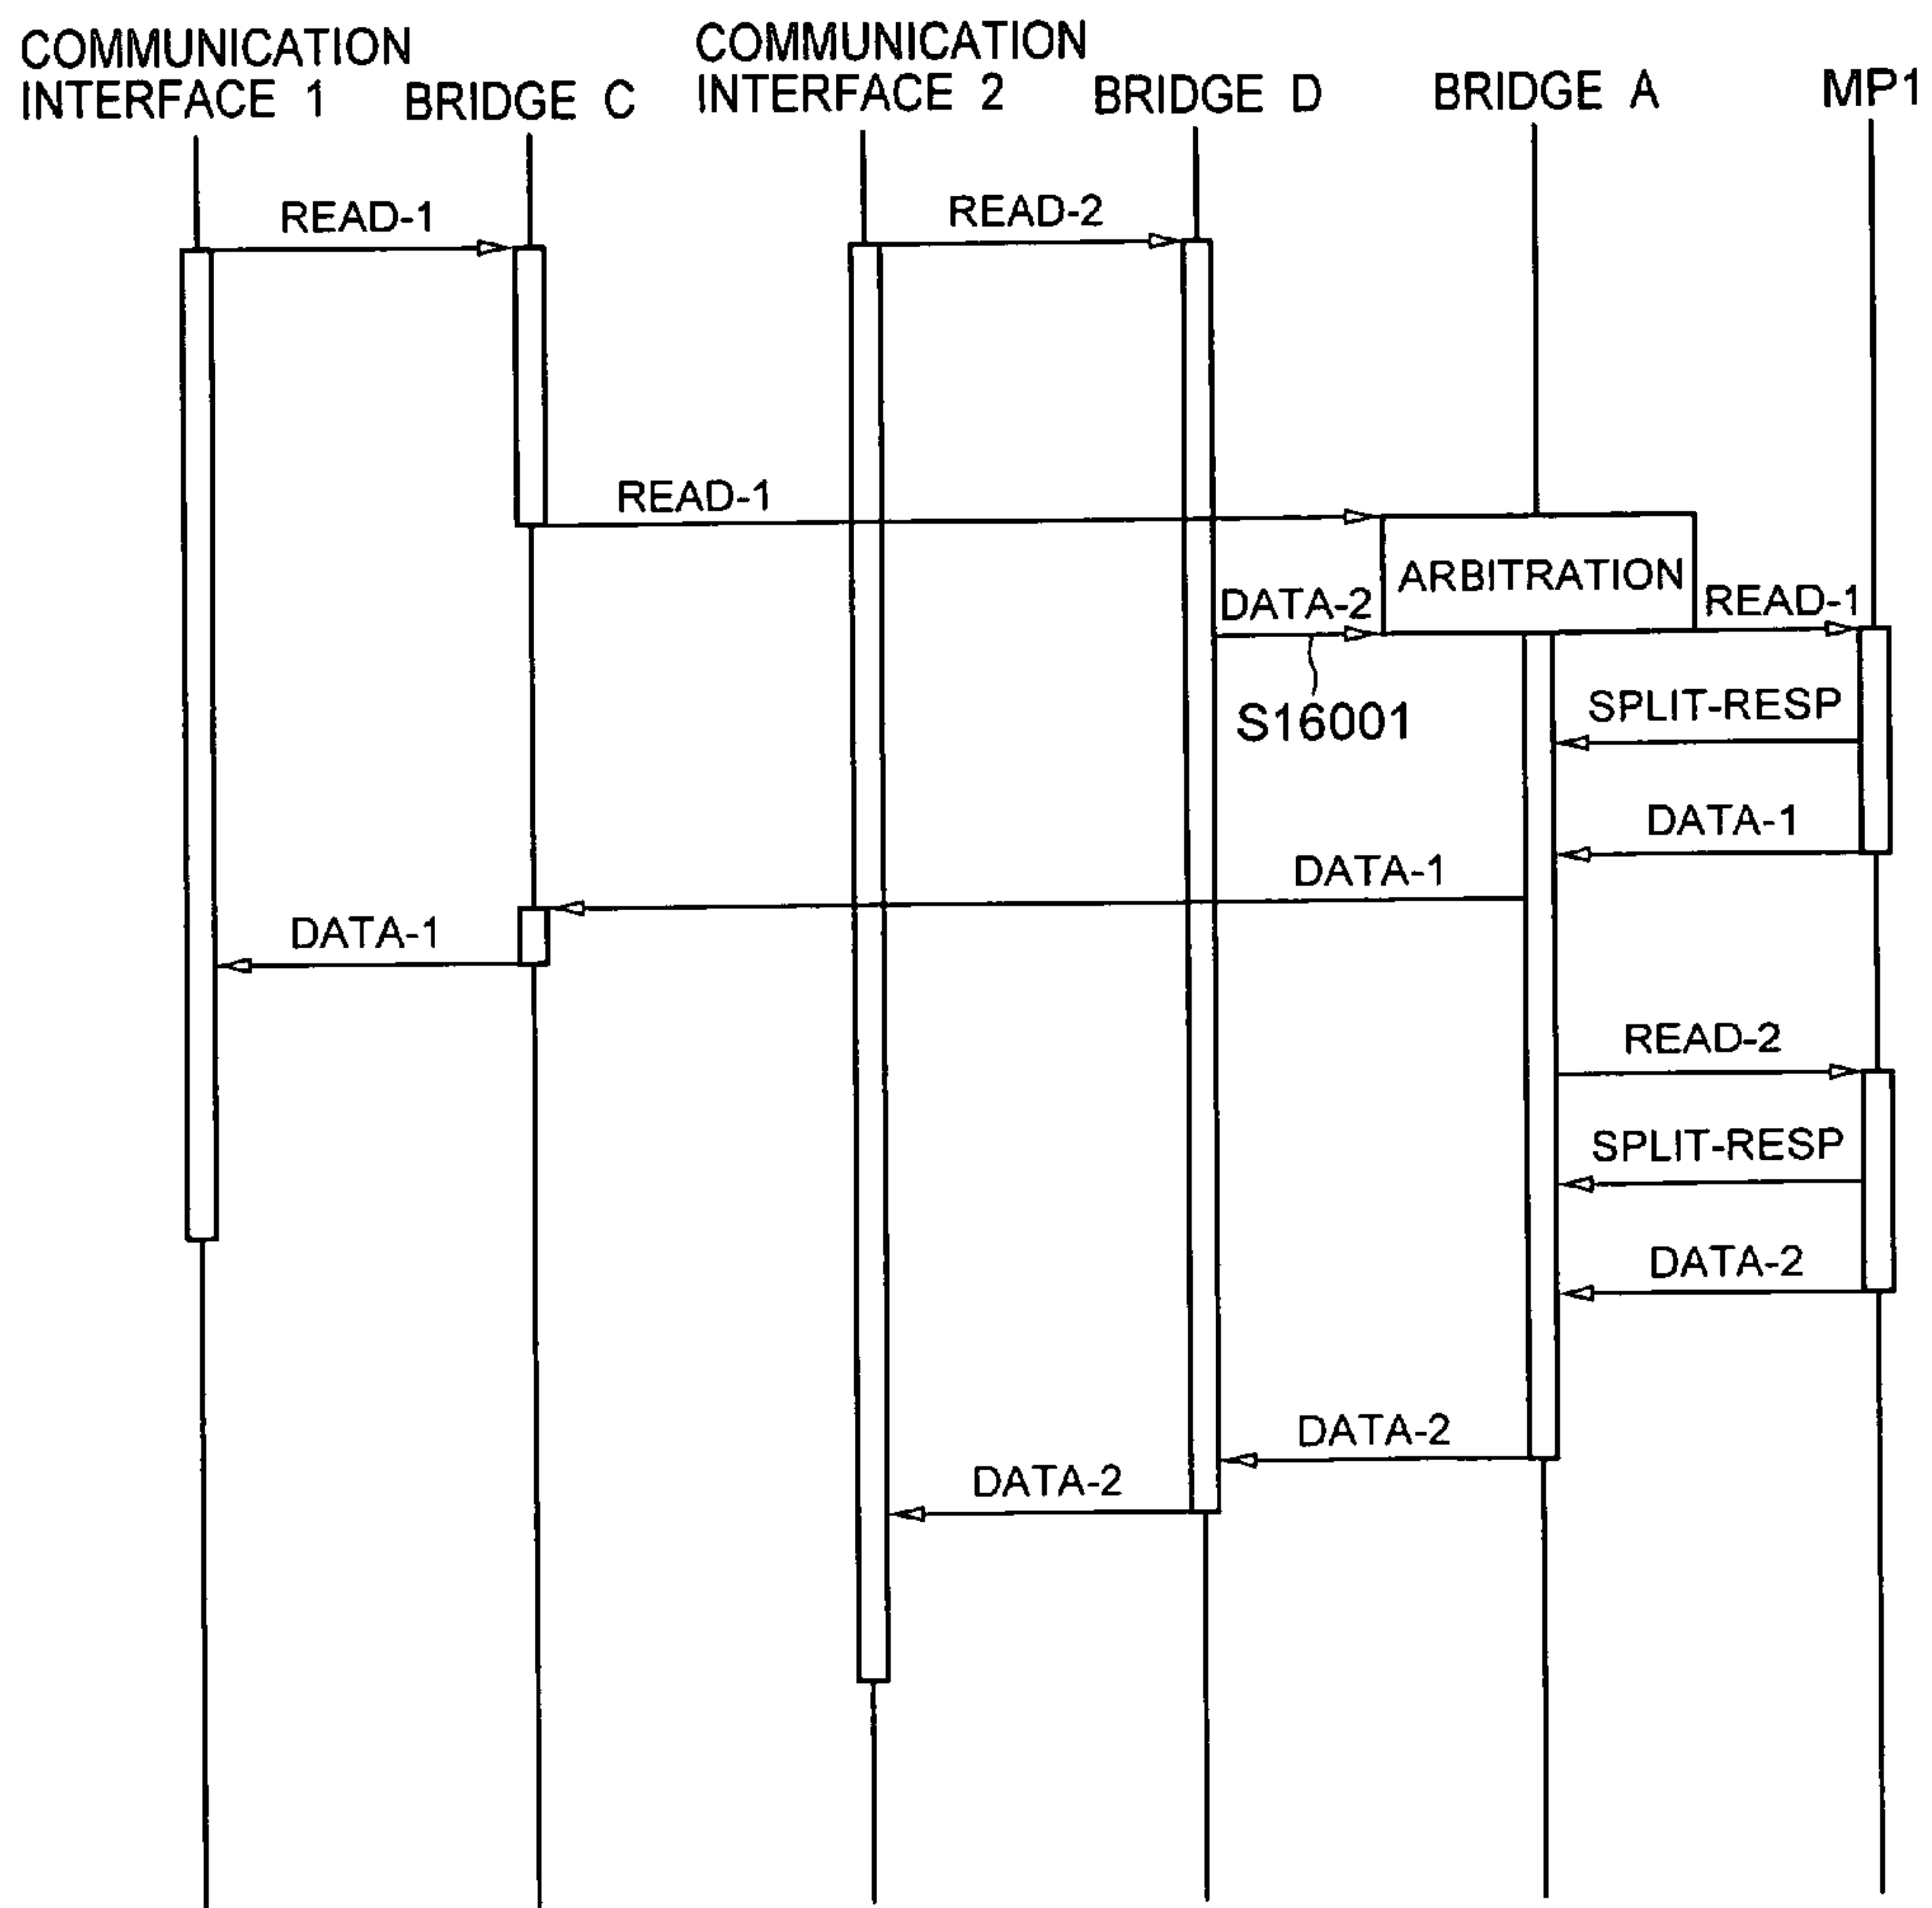 COMMUNICATION
INTERFACE 1
BRIDGE C
COMMUNICATION
INTERFACE 2
BRIDGE D
BRIDGE A
MP1
READ-1
READ-2
READ-1
ARBITRATION
DATA-2
READ-1
S16001
SPLIT-RESP
DATA-1
DATA-1
DATA-1
READ-2
SPLIT-RESP
DATA-2
DATA-2
DATA-2